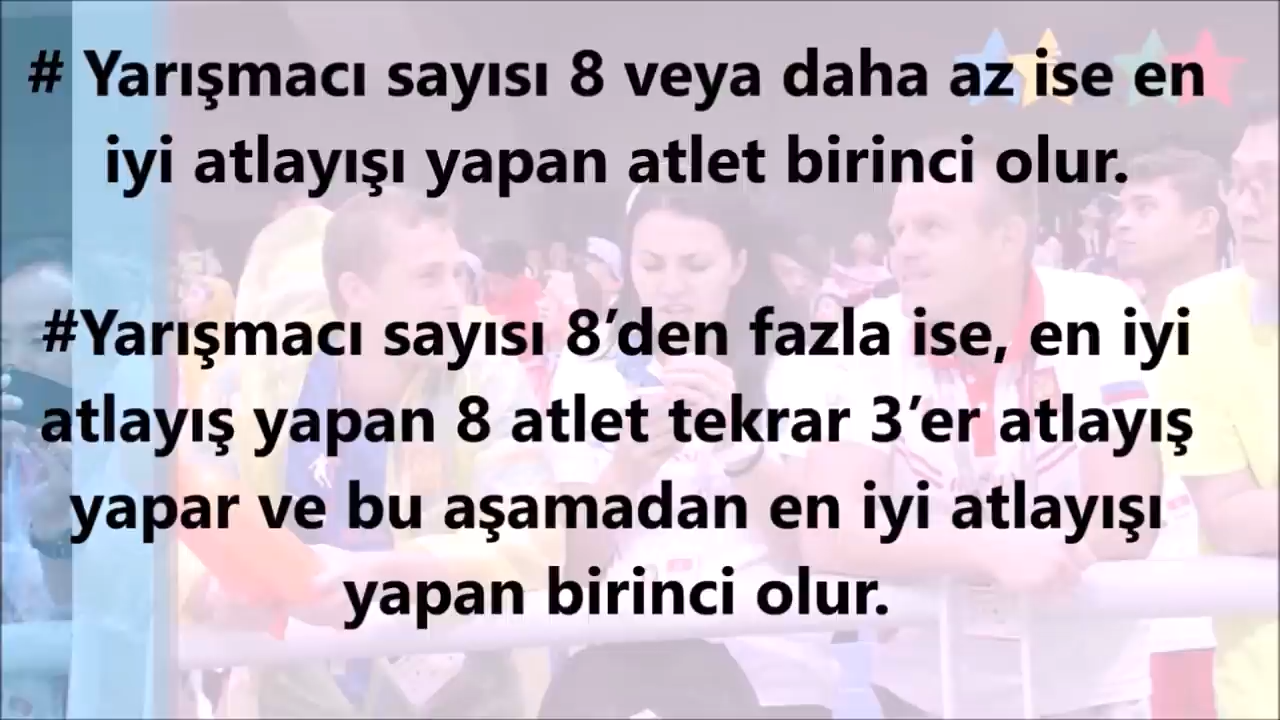 # Yarışmacı sayısı 8 veya daha az ise en
iyi atlayışı yapan atlet birinci olur.
#Yarışmacı sayısı 8’den fazla ise, en iyi
atlayış yapan 8 atlet tekrar 3’er atlayış
yapar ve bu aşamadan en iyi atlayışı
yapan birinci olur.